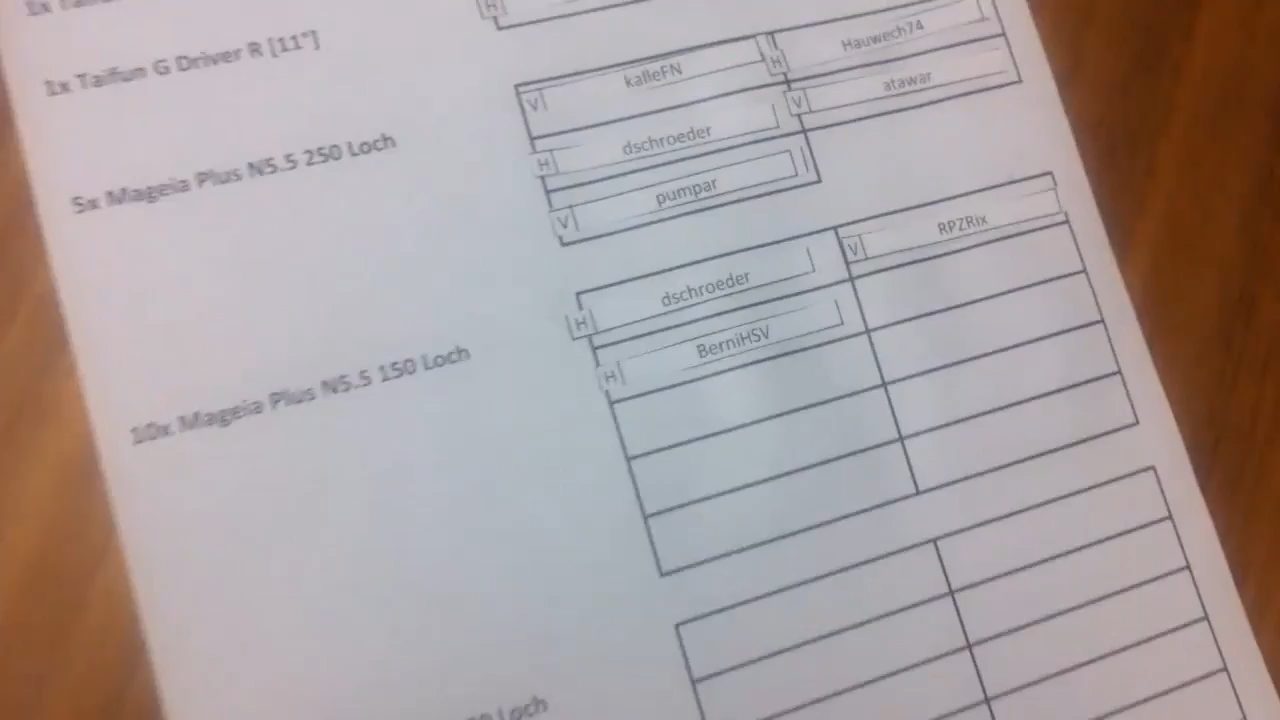 1x Taifun G Driver R [11"]
H
5x Mageia Plus N5.5 250 Loch
V kalleFN
H Hauwech74
H dschroeder
V atawar
V pumpar
10x Mageia Plus N5.5 150 Loch
H dschroeder
V RPZRix
H BerniHSV
Loch